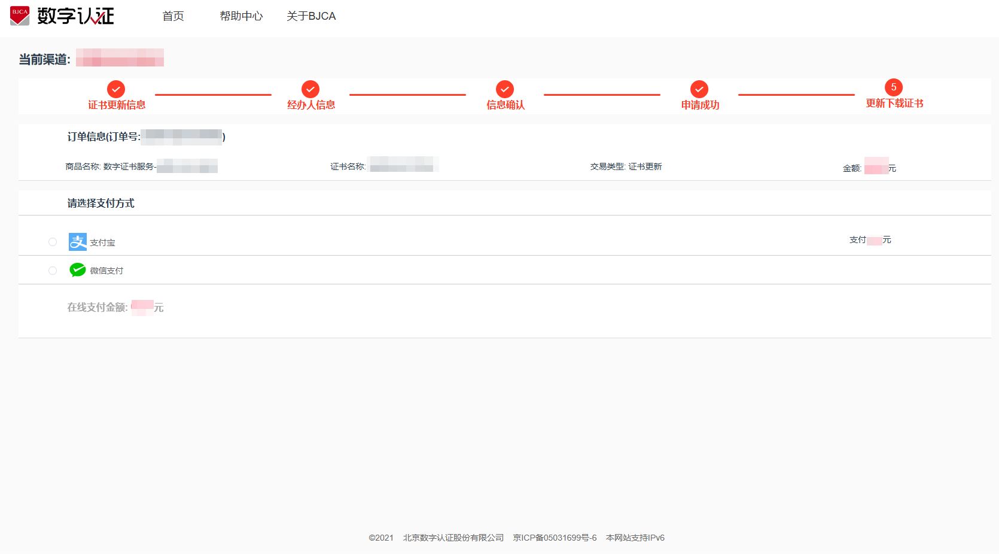 BJCA 数字认证 首页 帮助中心 关于BJCA
当前渠道:
5
证书更新信息 经办人信息 信息确认 申请成功 更新下载证书
订单信息(订单号: )
商品名称: 数字证书服务- 证书名称: 交易类型: 证书更新 金额: 元
请选择支付方式
支 支付宝 支付 元
微信支付
在线支付金额: 元
©2021 北京数字认证股份有限公司 京ICP备05031699号-6 本网站支持IPv6